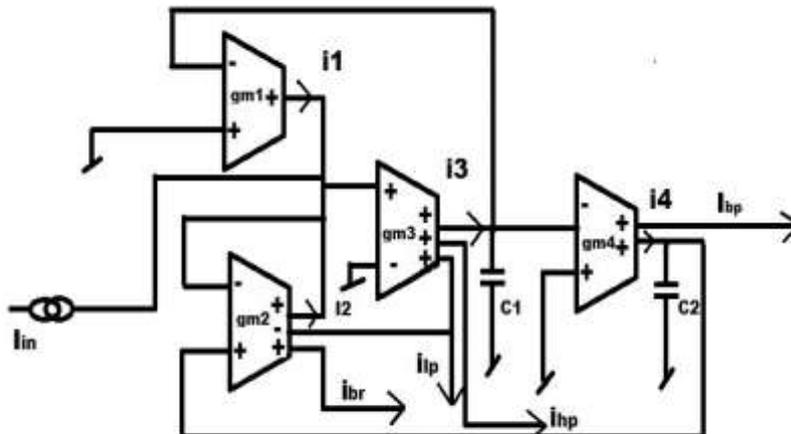 i1
-
gm1 +
+
i3
i4
Ibp
+
+
gm3 +
+
-
-
gm4 +
+
+
-
gm2
+
-
+
+
I2
C1
C2
Iin
ibr
ilp
ihp